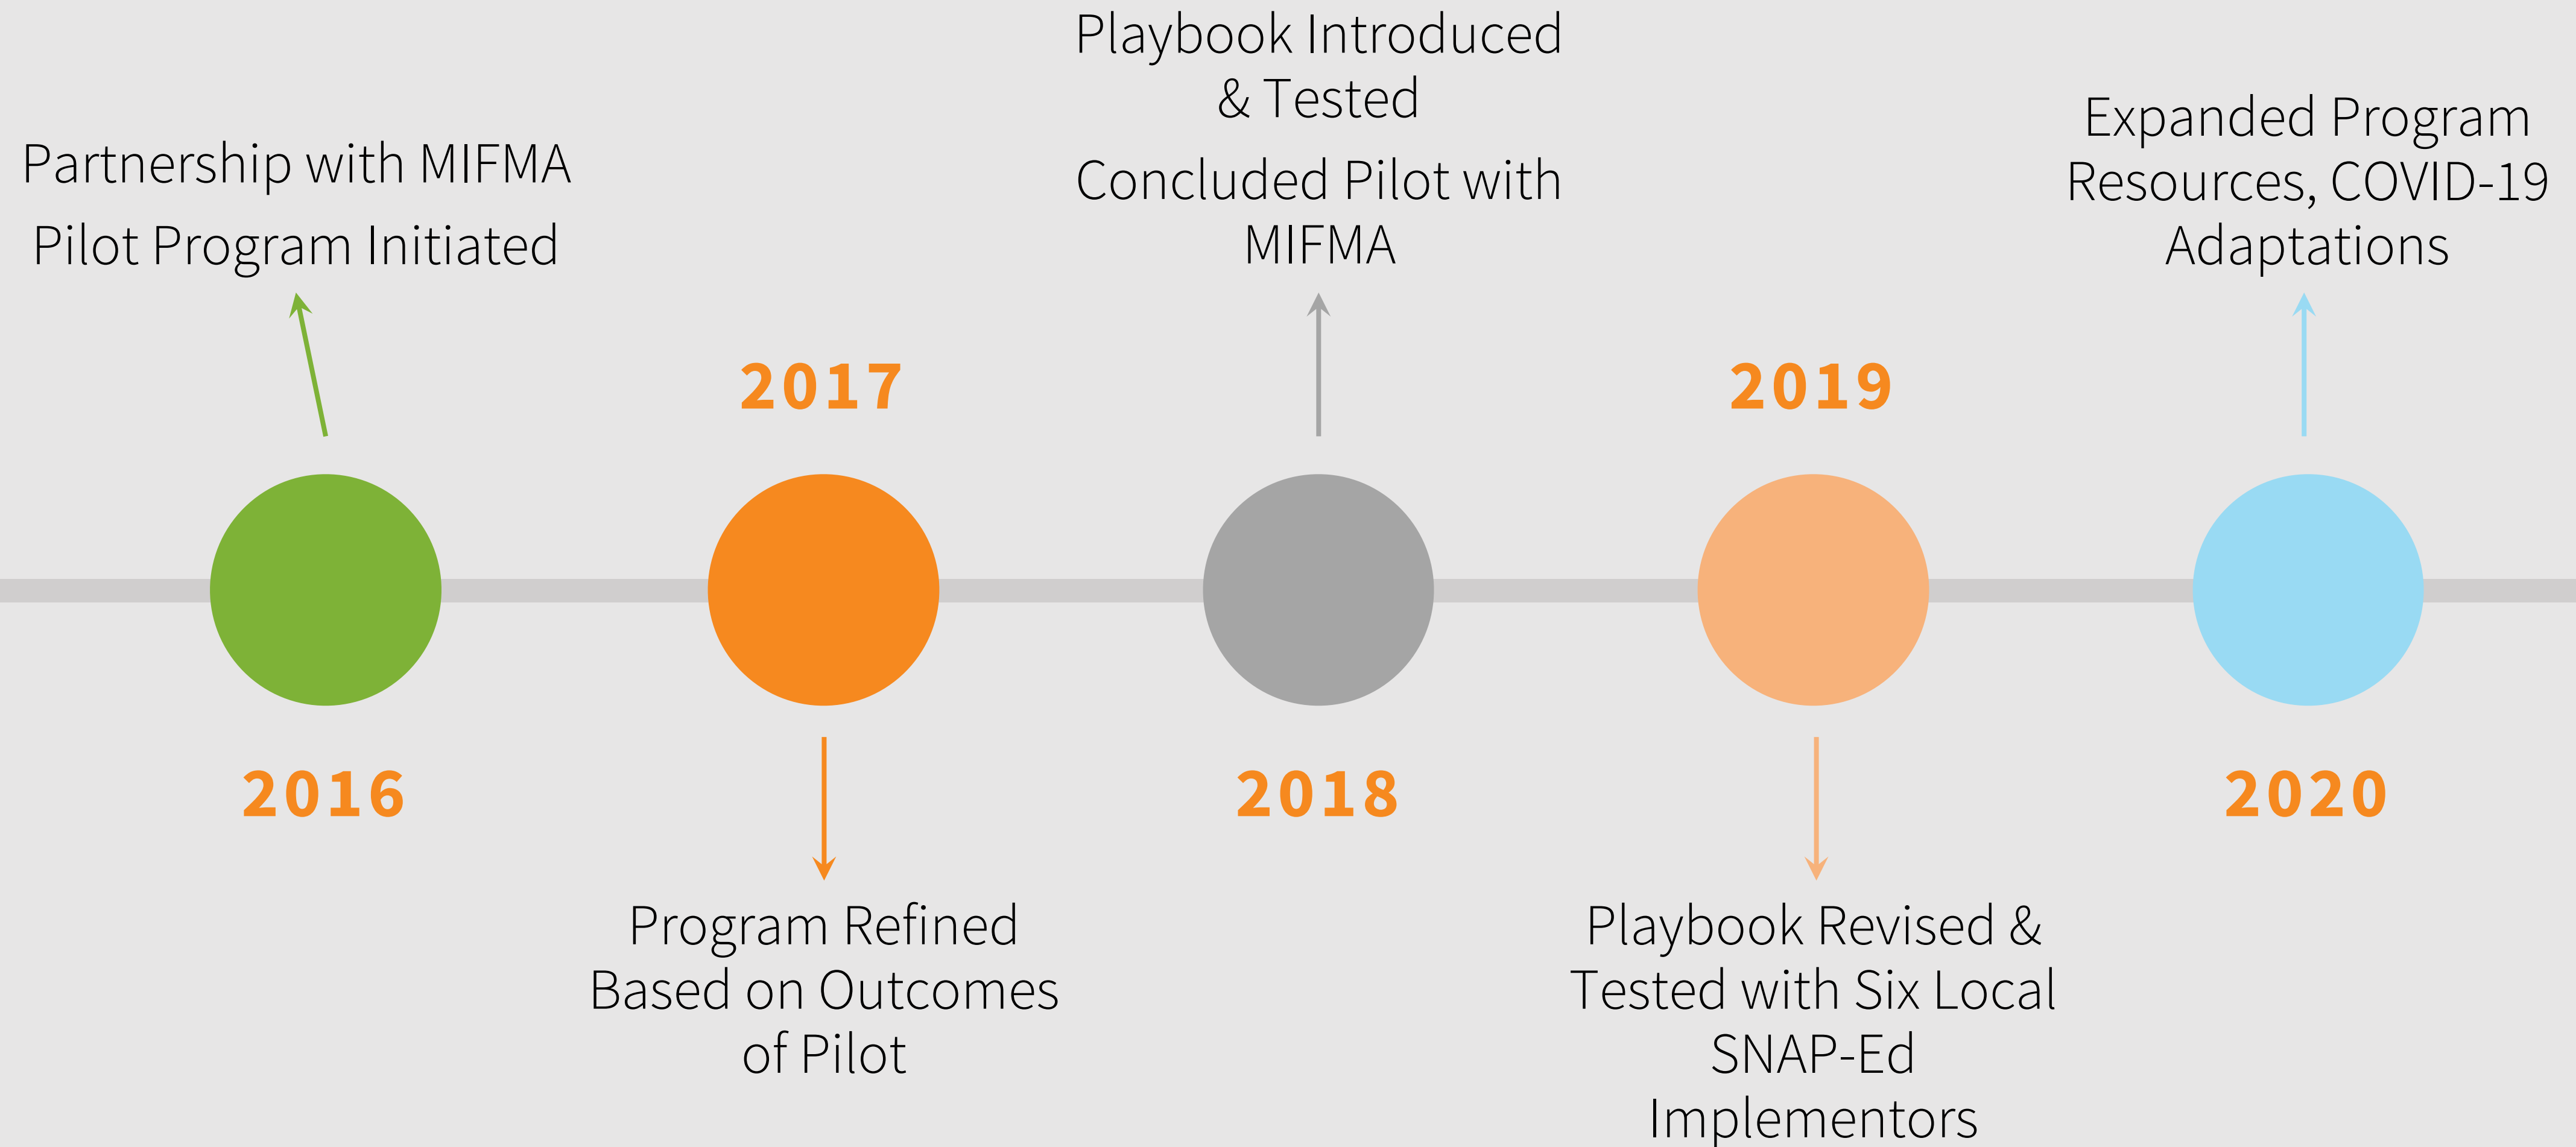 Partnership with MIFMA
Pilot Program Initiated
2016
2017
Program Refined
Based on Outcomes
of Pilot
Playbook Introduced
& Tested
Concluded Pilot with
MIFMA
2018
2019
Playbook Revised &
Tested with Six Local
SNAP-Ed
Implementors
Expanded Program
Resources, COVID-19
Adaptations
2020